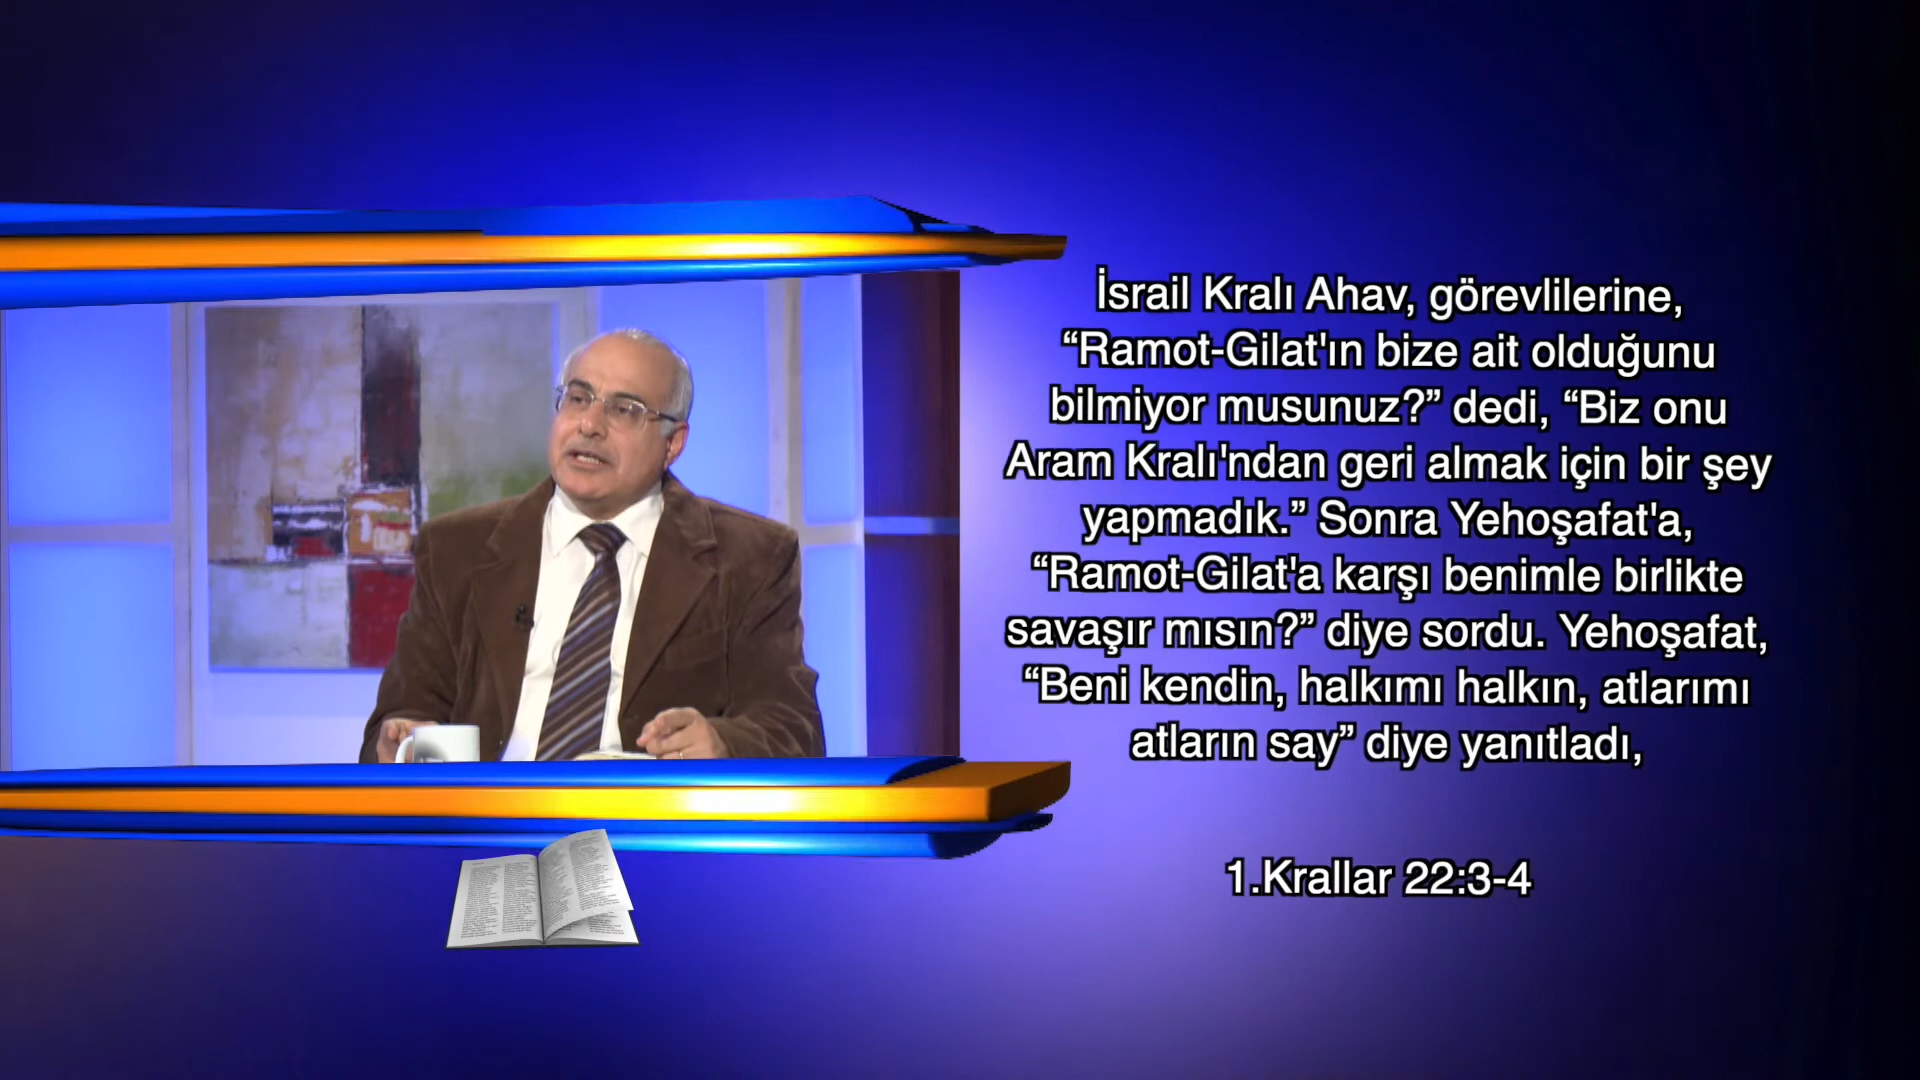 İsrail Kralı Ahav, görevlilerine,
“Ramot-Gilat'ın bize ait olduğunu
bilmiyor musunuz?” dedi, “Biz onu
Aram Kralı'ndan geri almak için bir şey
yapmadık.” Sonra Yehoşafat'a,
“Ramot-Gilat'a karşı benimle birlikte
savaşır mısın?” diye sordu. Yehoşafat,
“Beni kendin, halkımı halkın, atlarımı
atların say” diye yanıtladı,
1.Krallar 22:3-4